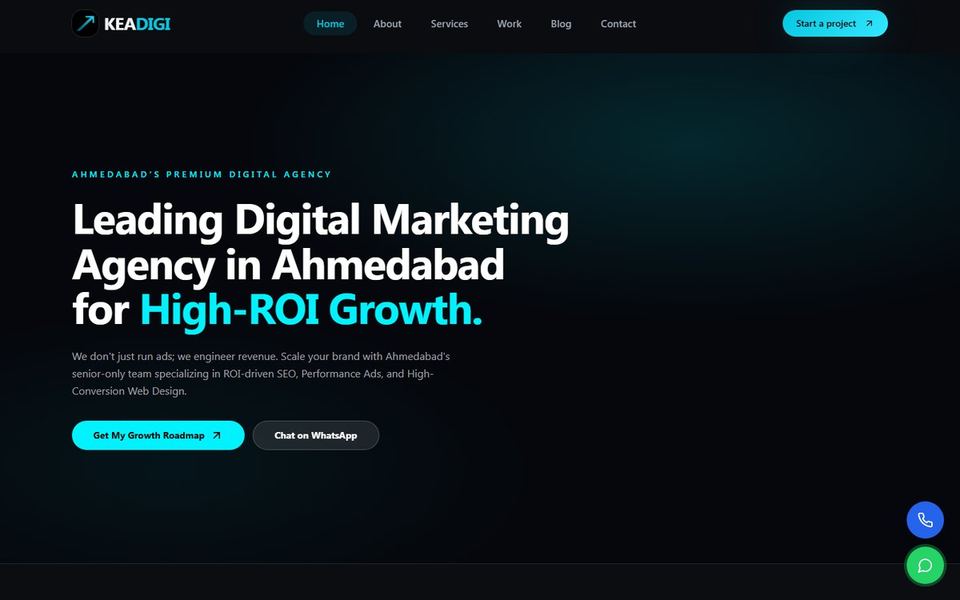 KEADIGI
Home
About
Services
Work
Blog
Contact
Start a project
AHMEDABAD'S PREMIUM DIGITAL AGENCY
Leading Digital Marketing
Agency in Ahmedabad
for High-ROI Growth.
We don't just run ads; we engineer revenue. Scale your brand with Ahmedabad's
senior-only team specializing in ROI-driven SEO, Performance Ads, and High-
Conversion Web Design.
Get My Growth Roadmap
Chat on WhatsApp